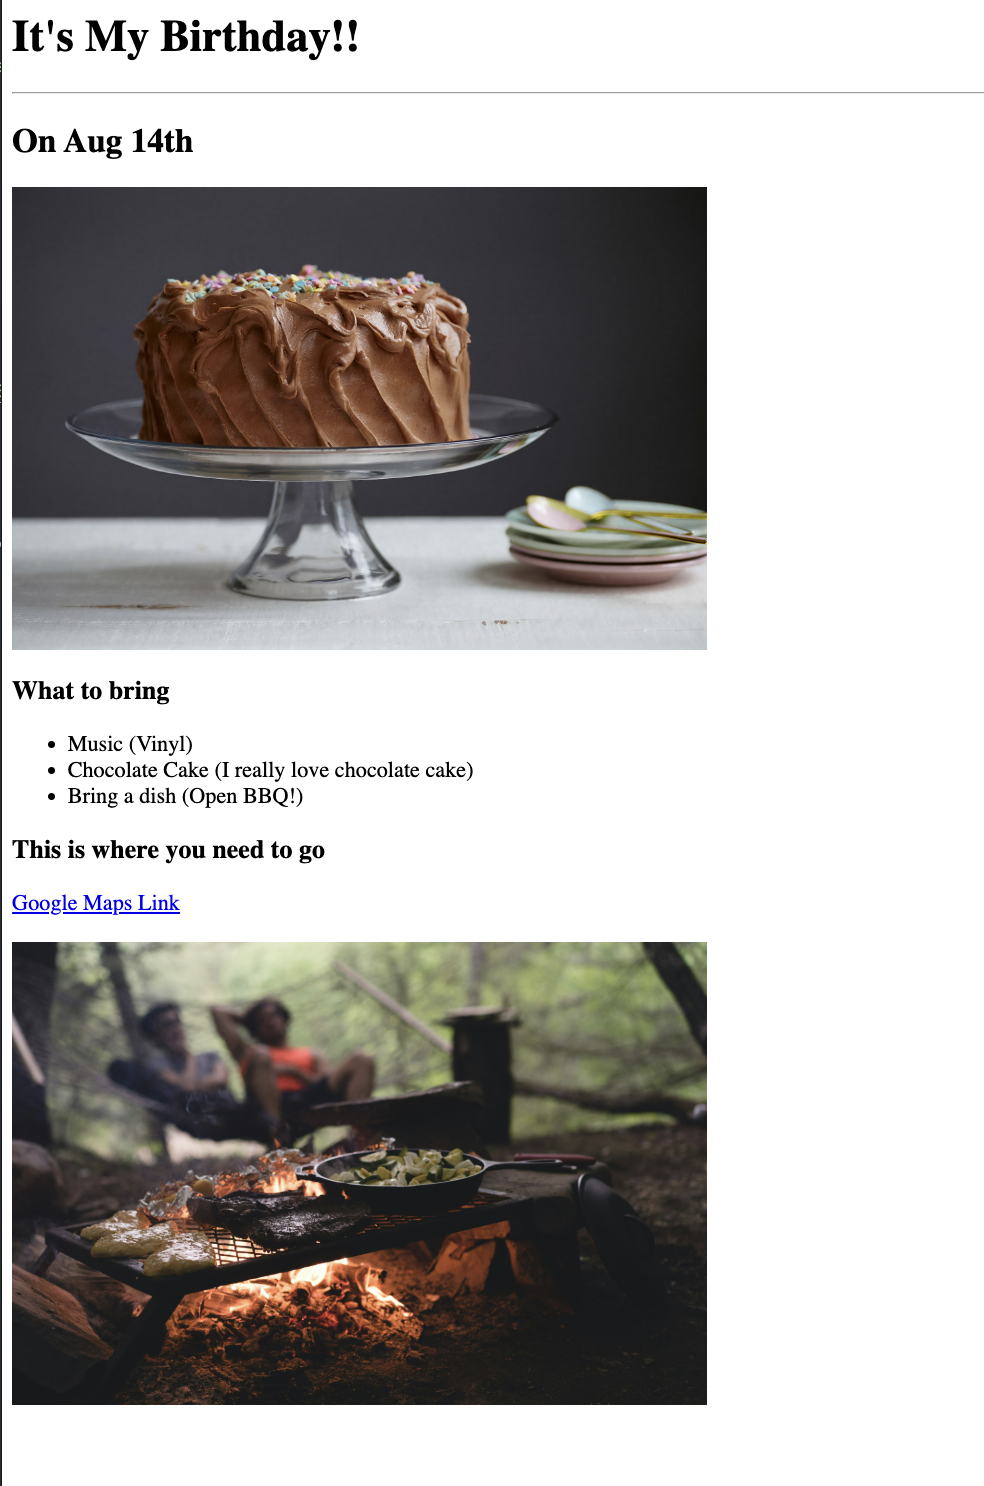 It's My Birthday!!
On Aug 14th
What to bring
Music (Vinyl)
Chocolate Cake (I really love chocolate cake)
Bring a dish (Open BBQ!)
This is where you need to go
Google Maps Link